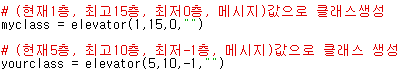 # (현재1층, 최고15층, 최저0층, 메시지)값으로 클래스생성
myclass = elevator(1,15,0,"")
# (현재5층, 최고10층, 최저-1층, 메시지)값으로 클래스 생성
yourclass = elevator(5,10,-1,"")